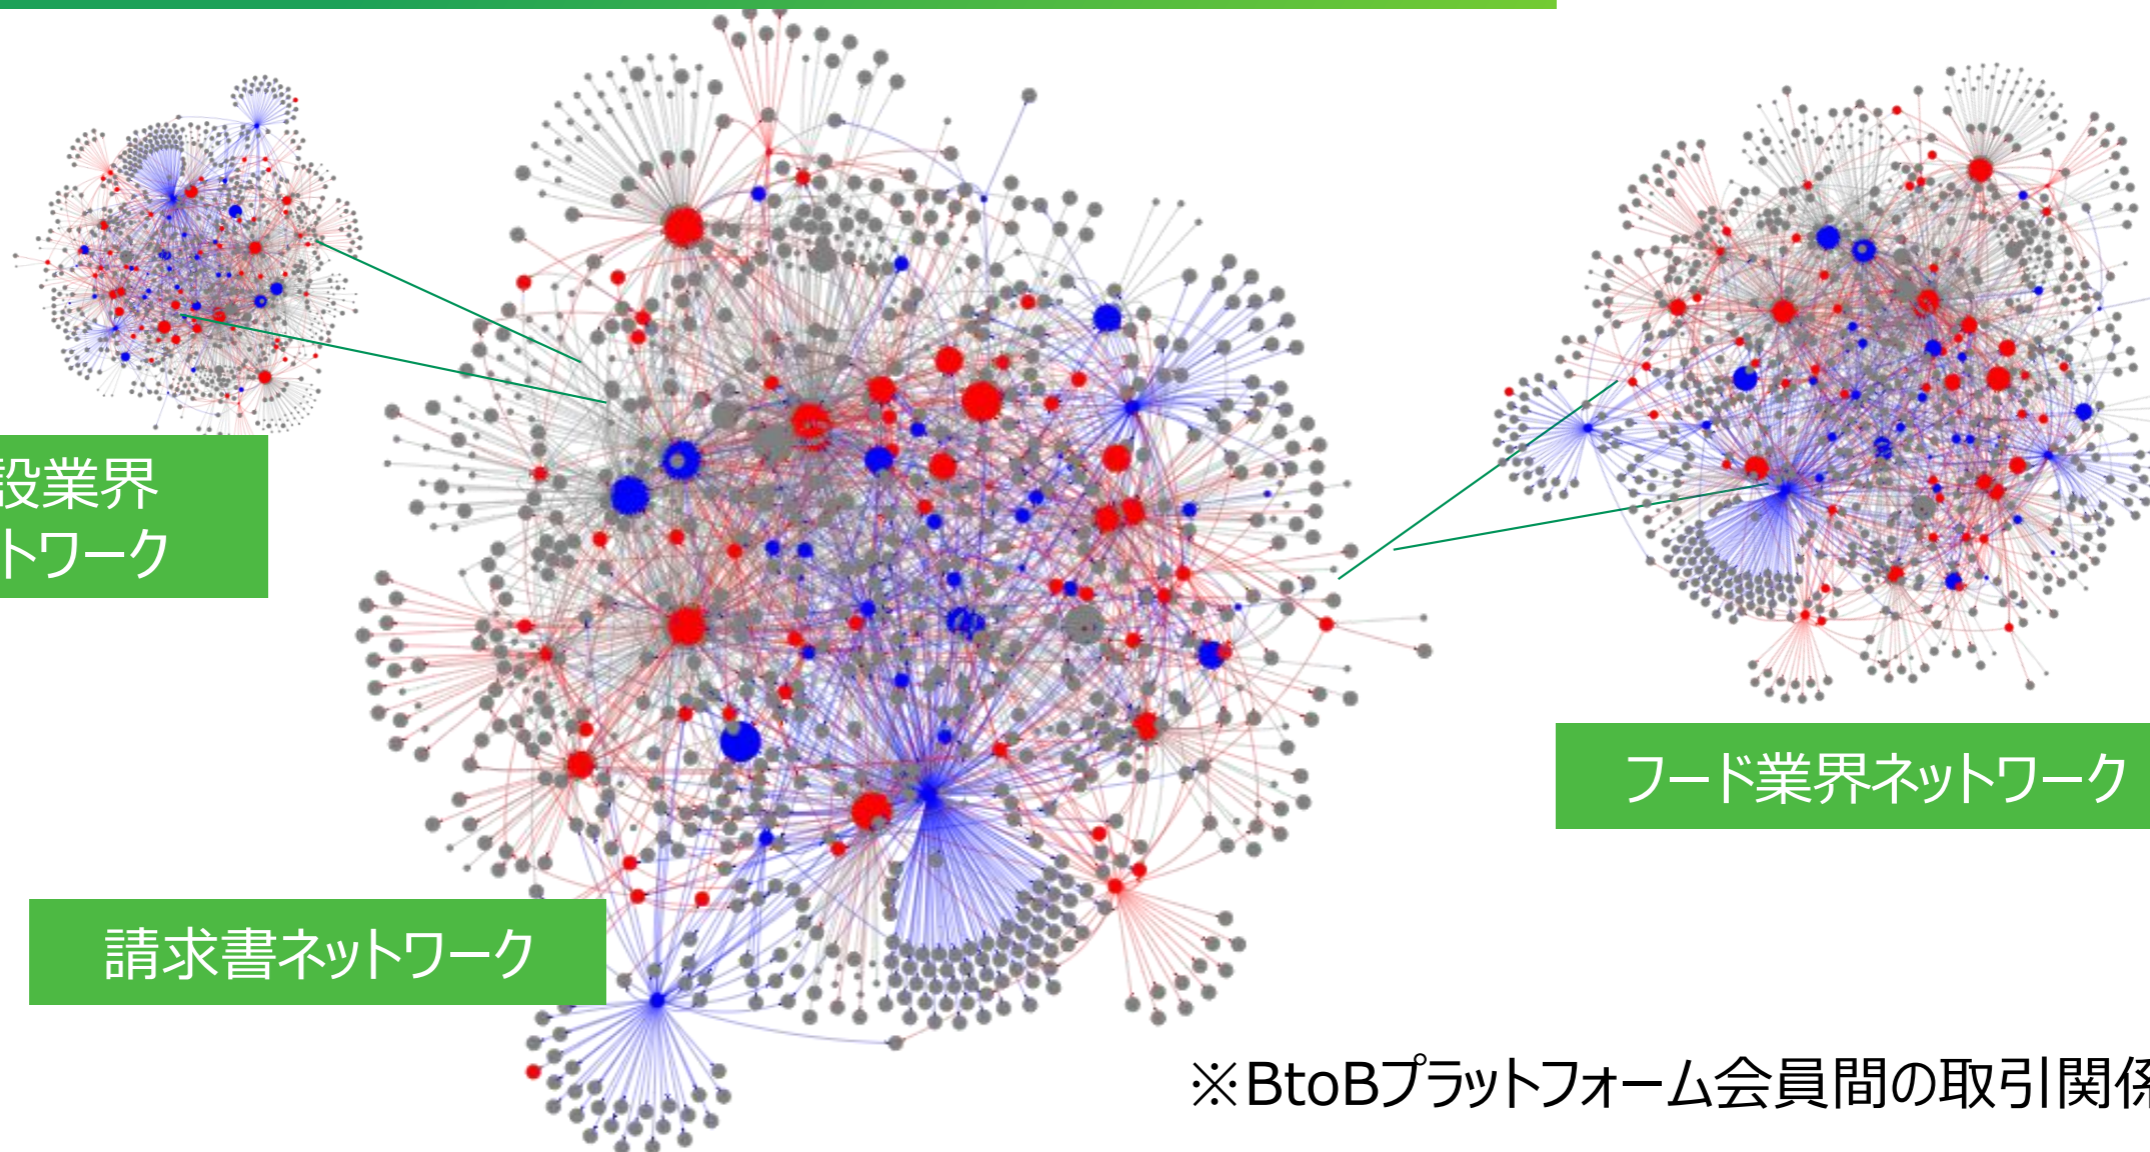 設業界
トワーク
フード業界ネットワーク
請求書ネットワーク
※BtoBプラットフォーム会員間の取引関係